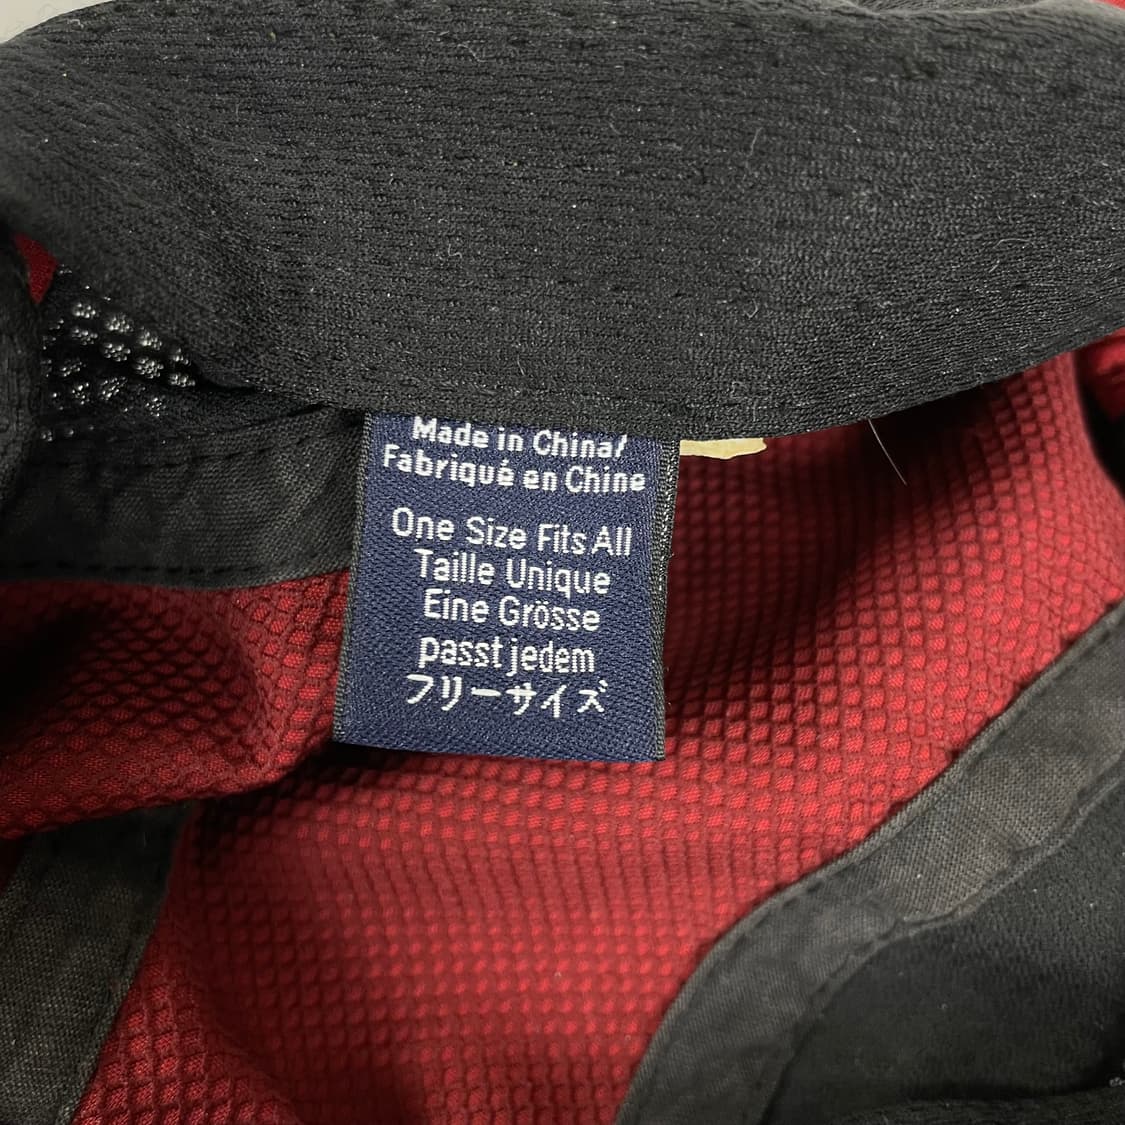 Made in China/
Fabriqué en Chine
One Size Fits All
Taille Unique
Eine Grösse
passt jedem
フリーサイズ